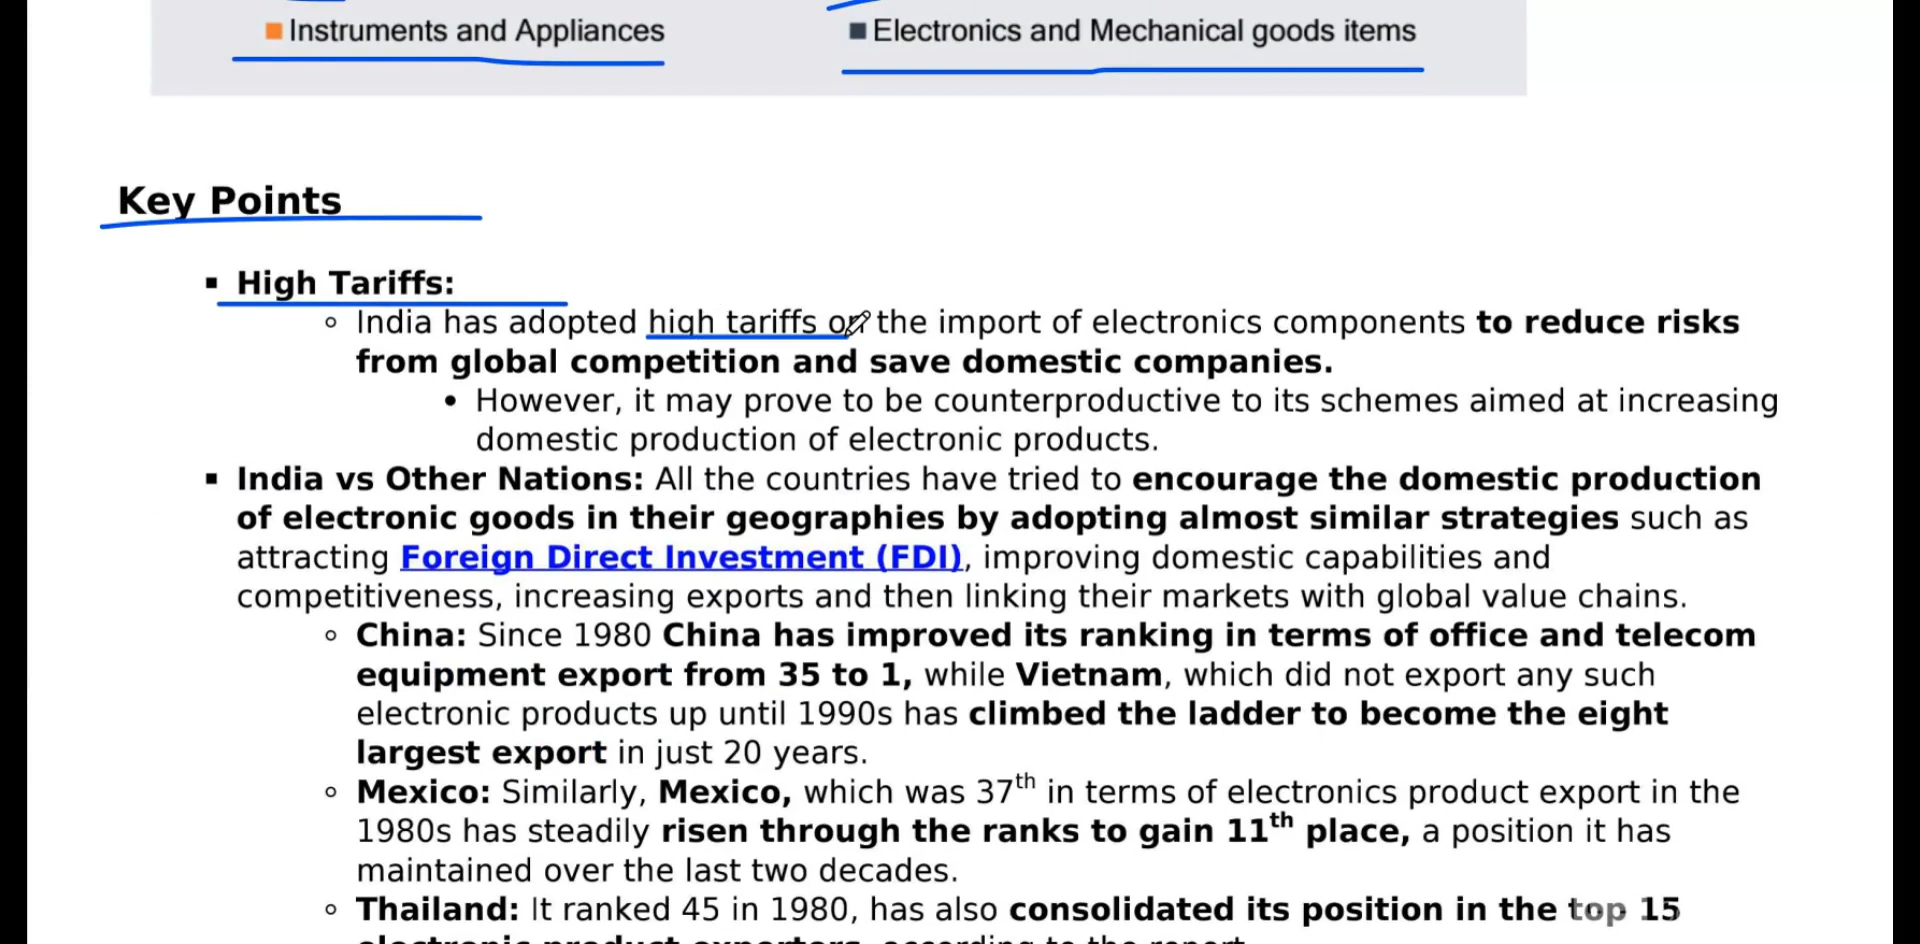 Instruments and Appliances
Electronics and Mechanical goods items
Key Points
High Tariffs:
India has adopted high tariffs on the import of electronics components to reduce risks
from global competition and save domestic companies.
However, it may prove to be counterproductive to its schemes aimed at increasing
domestic production of electronic products.
India vs Other Nations: All the countries have tried to encourage the domestic production
of electronic goods in their geographies by adopting almost similar strategies such as
attracting Foreign Direct Investment (FDI), improving domestic capabilities and
competitiveness, increasing exports and then linking their markets with global value chains.
China: Since 1980 China has improved its ranking in terms of office and telecom
equipment export from 35 to 1, while Vietnam, which did not export any such
electronic products up until 1990s has climbed the ladder to become the eight
largest export in just 20 years.
Mexico: Similarly, Mexico, which was 37th in terms of electronics product export in the
1980s has steadily risen through the ranks to gain 11th place, a position it has
maintained over the last two decades.
Thailand: It ranked 45 in 1980, has also consolidated its position in the top 15
electronic product exporters, according to the report.